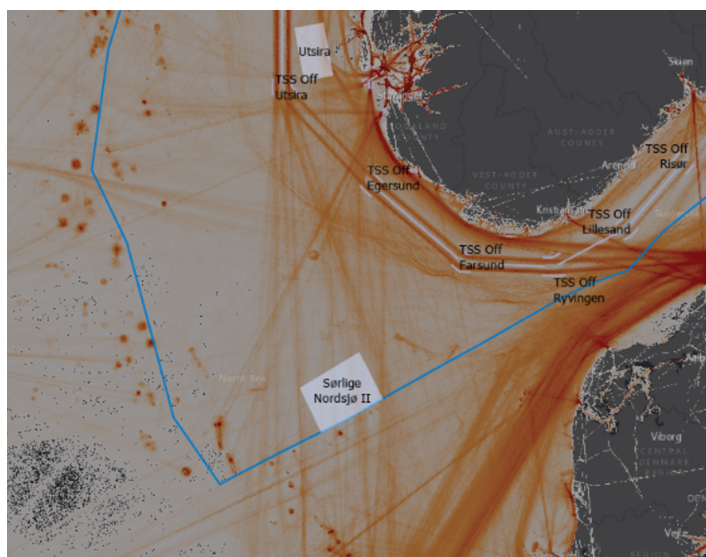 Utsira
TSS Off
Utsira
Skien
TSS Off
Risør
AUST-AGDER
COUNTY
TSS Off
Egersund
VEST-AGDER
COUNTY
TSS Off
Lillesand
TSS Off
Farsund
TSS Off
Ryvingen
North Sea
Sørlige
Nordsjø II
Viborg
CENTRAL
DENMARK
REGION